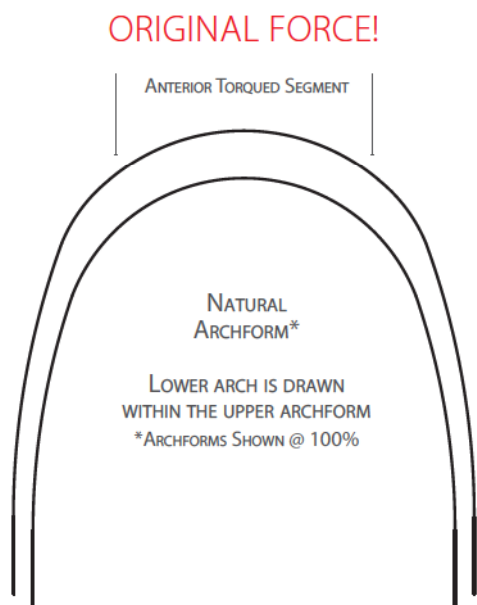 ORIGINAL FORCE!
ANTERIOR TORQUED SEGMENT
NATURAL
ARCHFORM*
LOWER ARCH IS DRAWN
WITHIN THE UPPER ARCHFORM
*ARCHFORMS SHOWN @ 100%